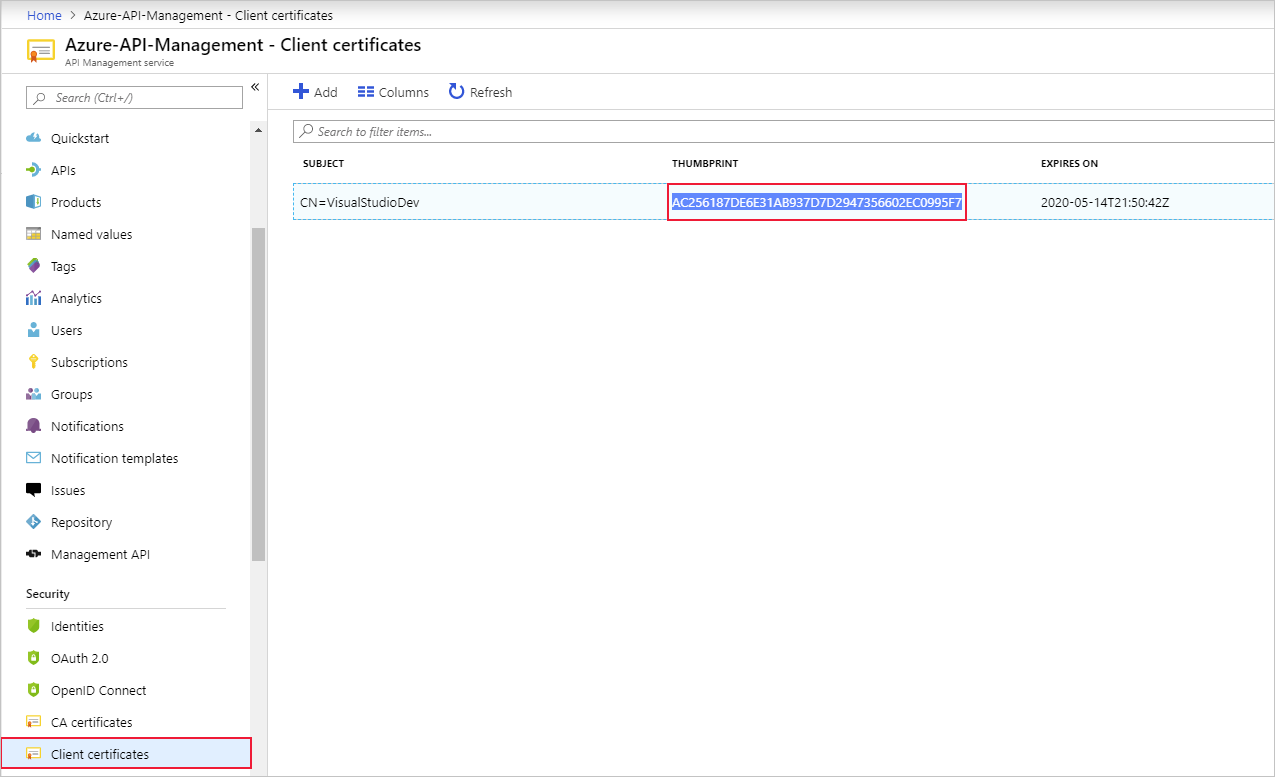 Home > Azure-API-Management - Client certificates
Azure-API-Management - Client certificates
API Management service
Search (Ctrl+/)
«
Quickstart
APIs
Products
Named values
Tags
Analytics
Users
Subscriptions
Groups
Notifications
Notification templates
Issues
Repository
Management API
Security
Identities
OAuth 2.0
OpenID Connect
CA certificates
Client certificates
Add Columns Refresh
Search to filter items...
SUBJECT THUMBPRINT EXPIRES ON
CN=VisualStudioDev AC256187DE6E31AB937D7D2947356602EC0995F7 2020-05-14T21:50:42Z